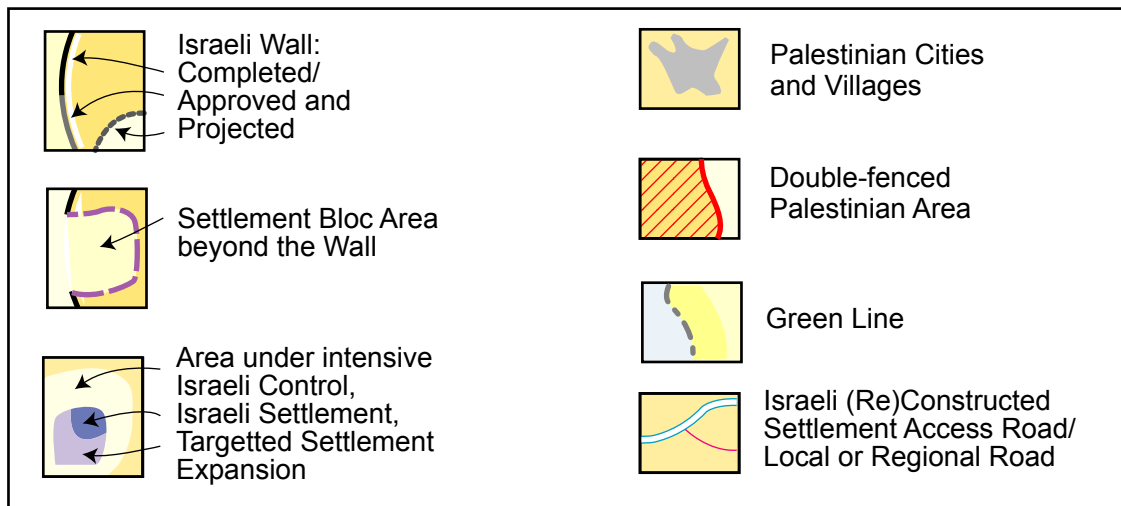 Israeli Wall:
Completed/
Approved and
Projected
Settlement Bloc Area
beyond the Wall
Area under intensive
Israeli Control,
Israeli Settlement,
Targetted Settlement
Expansion
Palestinian Cities
and Villages
Double-fenced
Palestinian Area
Green Line
Israeli (Re)Constructed
Settlement Access Road/
Local or Regional Road